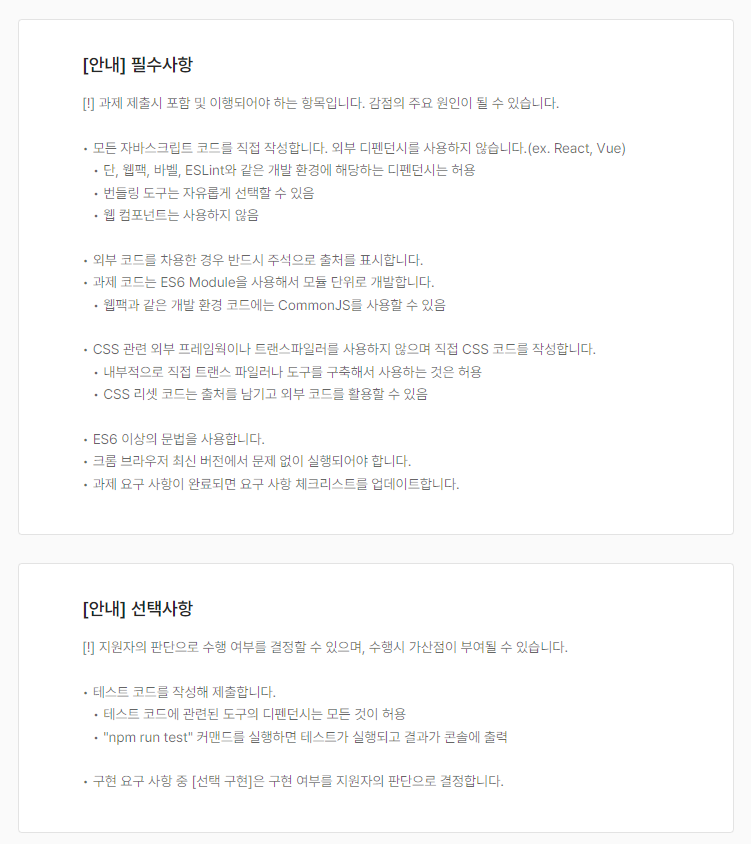 [안내] 필수사항
[!] 과제 제출시 포함 및 이행되어야 하는 항목입니다. 감점의 주요 원인이 될 수 있습니다.
• 모든 자바스크립트 코드를 직접 작성합니다. 외부 디펜던시를 사용하지 않습니다.(ex. React, Vue)
• 단, 웹팩, 바벨, ESLint와 같은 개발 환경에 해당하는 디펜던시는 허용
• 번들링 도구는 자유롭게 선택할 수 있음
• 웹 컴포넌트는 사용하지 않음
• 외부 코드를 차용한 경우 반드시 주석으로 출처를 표시합니다.
• 과제 코드는 ES6 Module을 사용해서 모듈 단위로 개발합니다.
• 웹팩과 같은 개발 환경 코드에는 CommonJS를 사용할 수 있음
• CSS 관련 외부 프레임웍이나 트랜스파일러를 사용하지 않으며 직접 CSS 코드를 작성합니다.
• 내부적으로 직접 트랜스 파일러나 도구를 구축해서 사용하는 것은 허용
• CSS 리셋 코드는 출처를 남기고 외부 코드를 활용할 수 있음
• ES6 이상의 문법을 사용합니다.
• 크롬 브라우저 최신 버전에서 문제 없이 실행되어야 합니다.
• 과제 요구 사항이 완료되면 요구 사항 체크리스트를 업데이트합니다.
[안내] 선택사항
[!] 지원자의 판단으로 수행 여부를 결정할 수 있으며, 수행시 가산점이 부여될 수 있습니다.
• 테스트 코드를 작성해 제출합니다.
• 테스트 코드에 관련된 도구의 디펜던시는 모든 것이 허용
• "npm run test" 커맨드를 실행하면 테스트가 실행되고 결과가 콘솔에 출력
• 구현 요구 사항 중 [선택 구현]은 구현 여부를 지원자의 판단으로 결정합니다.